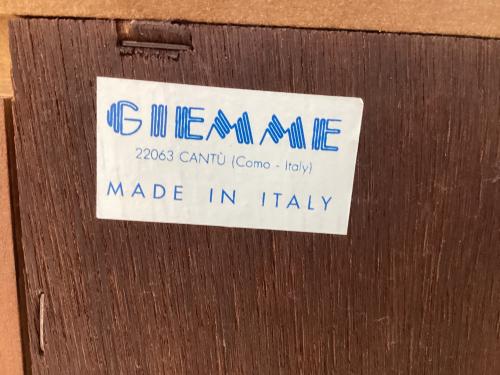 GIEMME
22063 CANTÙ (Como - Italy)
MADE IN ITALY